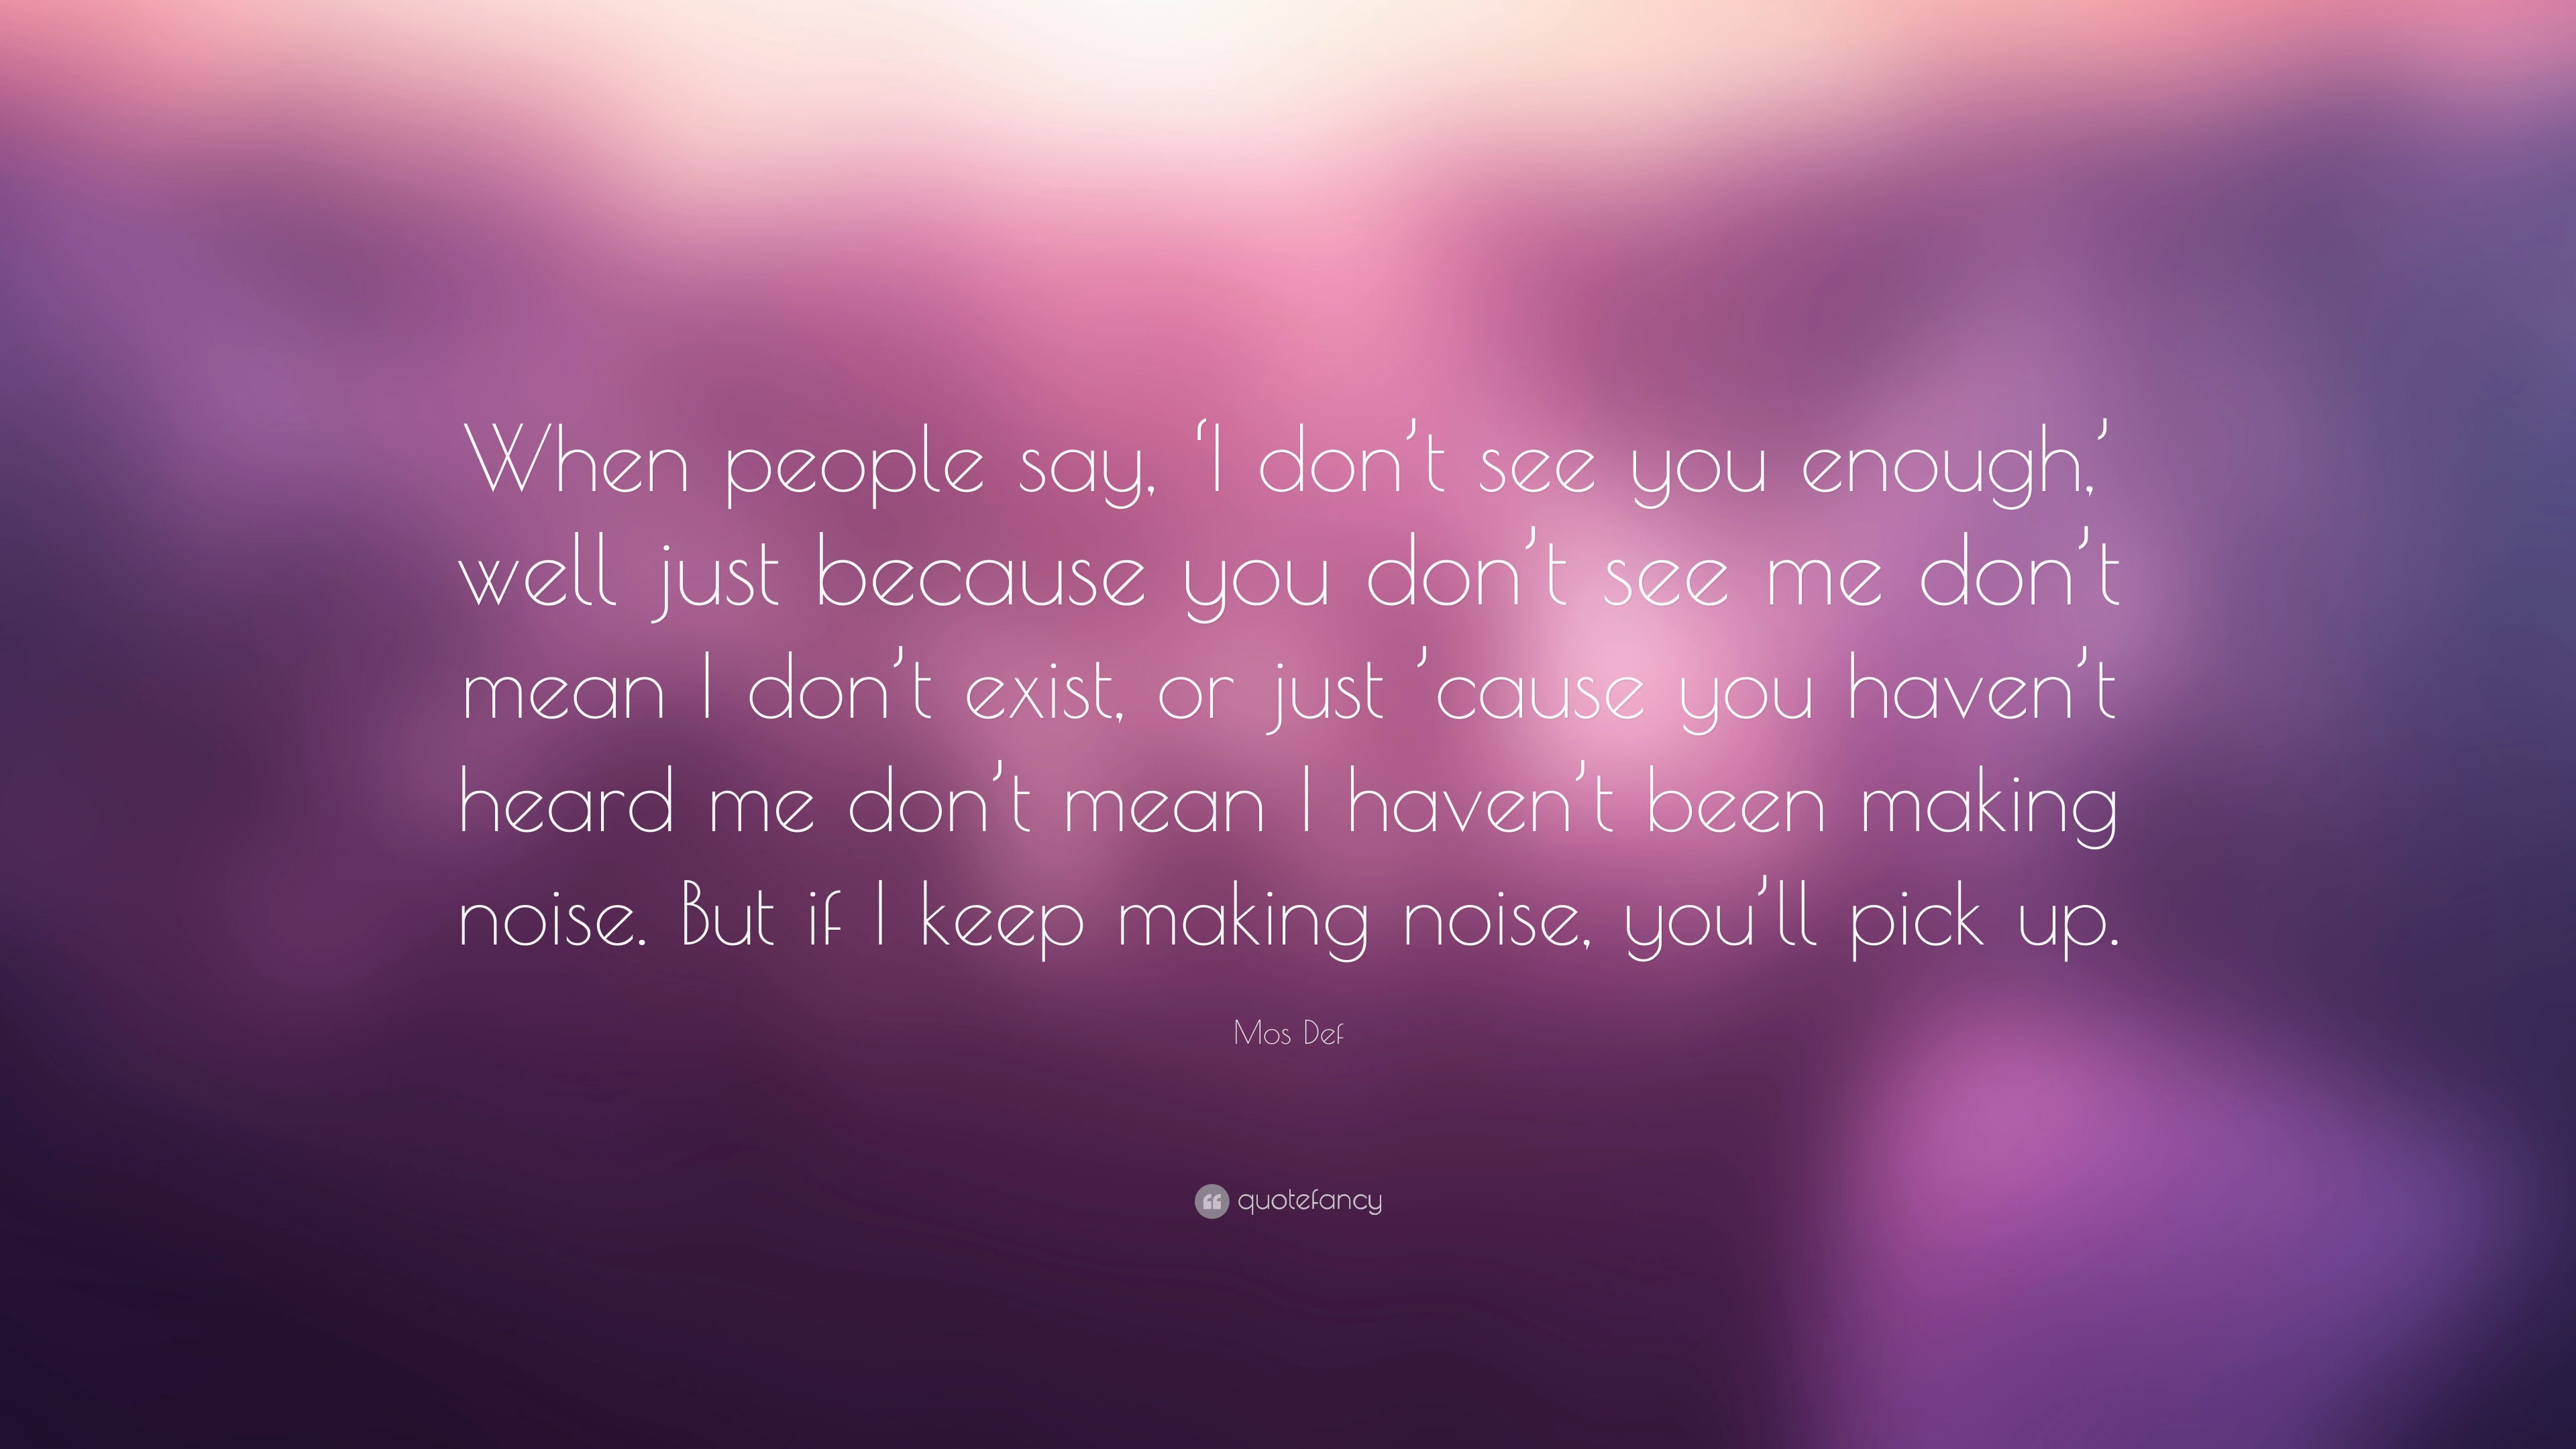 When people say, ‘I don’t see you enough,’
well just because you don’t see me don’t
mean I don’t exist, or just ’cause you haven’t
heard me don’t mean I haven’t been making
noise. But if I keep making noise, you’ll pick up.
Mos Def
quotefancy